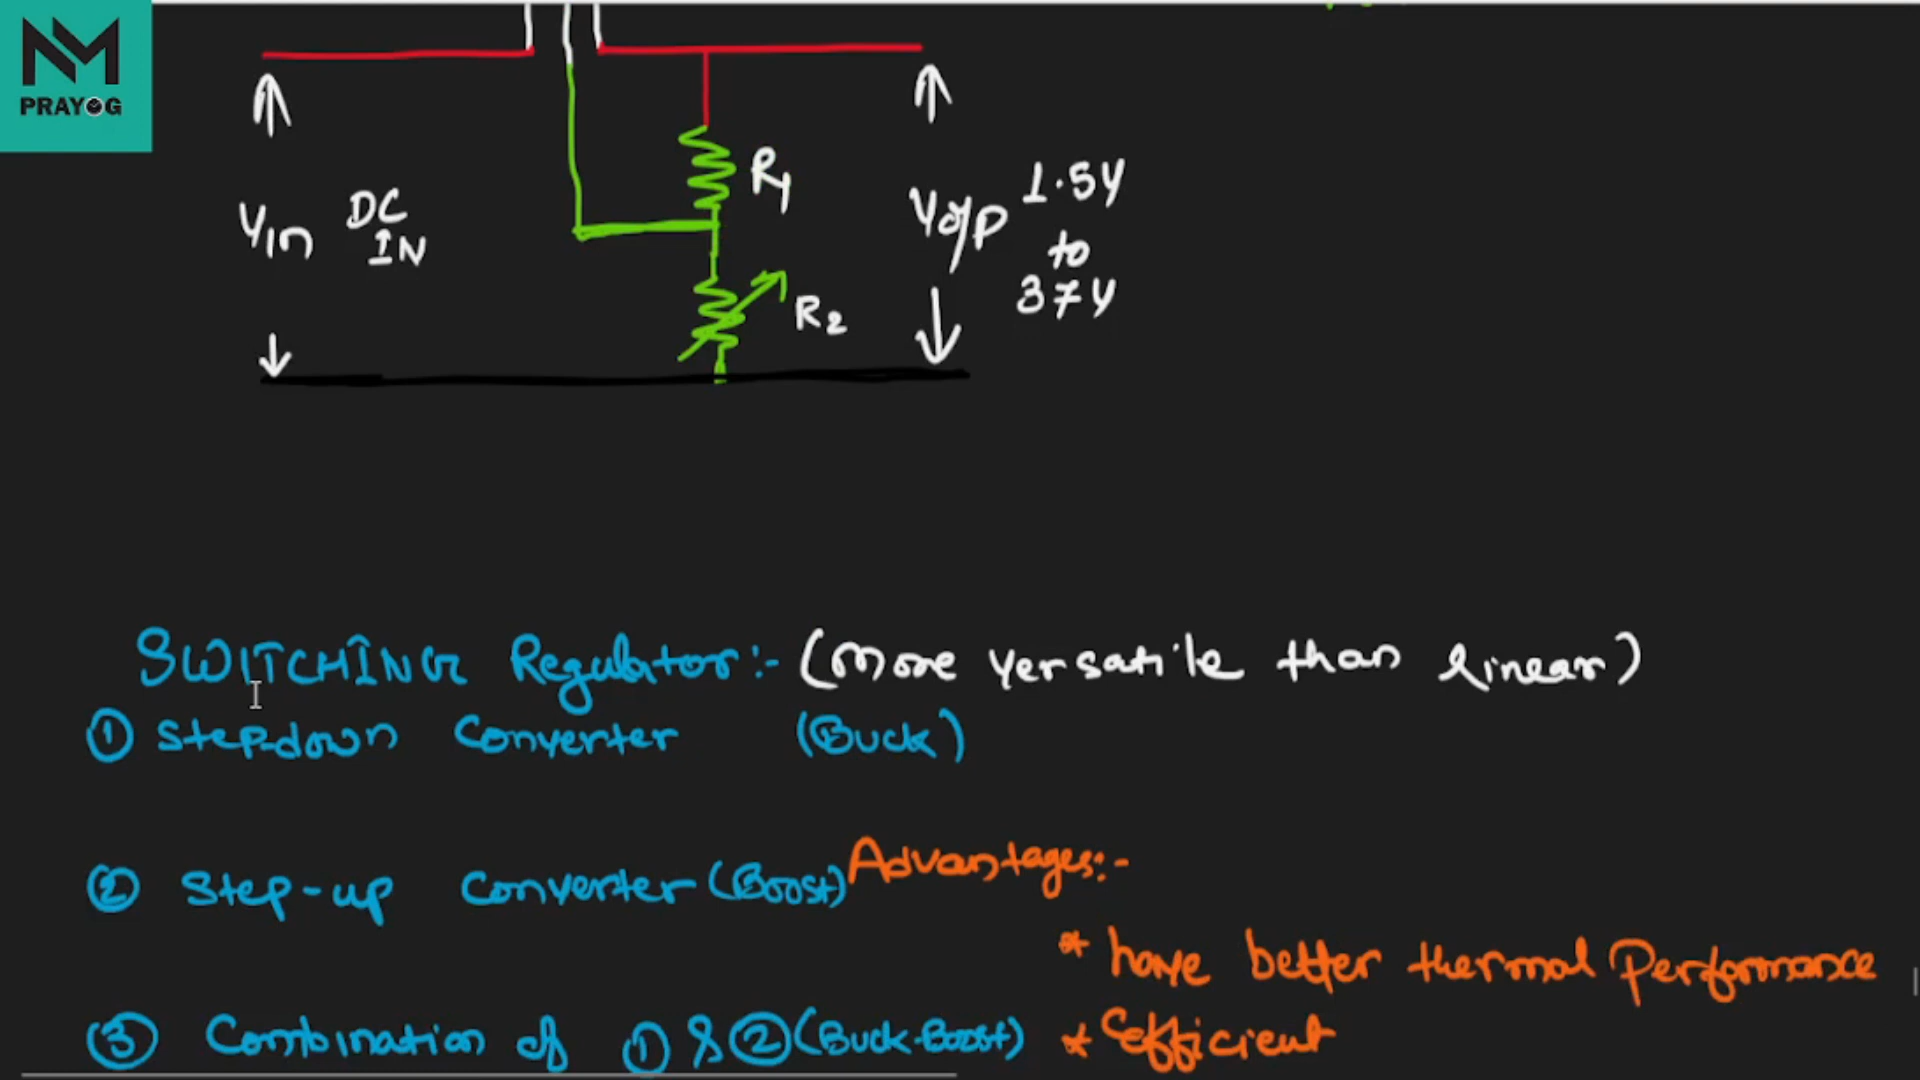 NM
PRAYOG
R1
Vin DC IN
Vo/p 1.5V to 37V
R2
SWITCHING Regulator:- (More versatile than linear)
① Stepdown Converter (Buck)
② Step-up Converter (Boost)
Advantages:-
* have better thermal Performance
③ Combination of ① & ② (Buck-Boost)
* Efficient